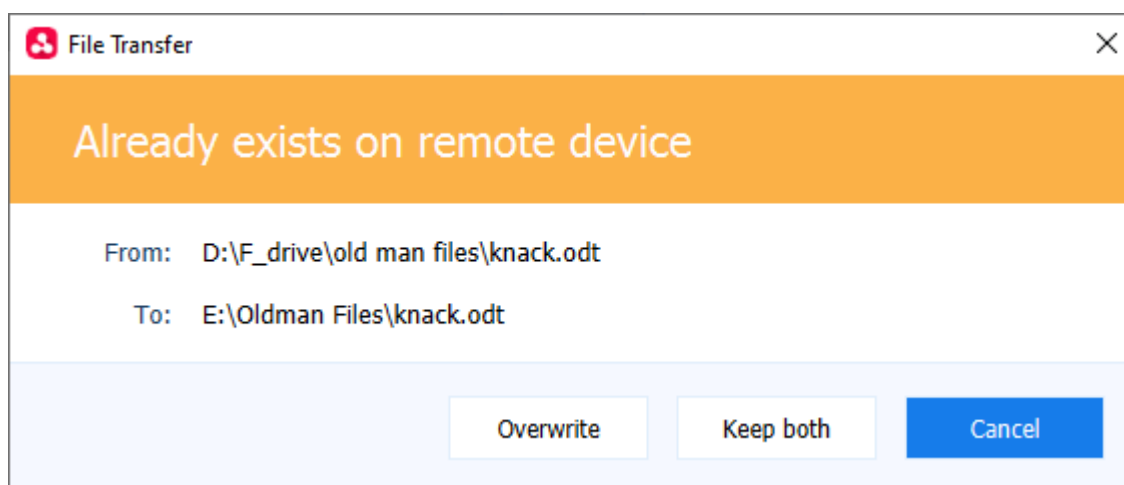 File Transfer
Already exists on remote device
From: D:\F_drive\old man files\knack.odt
To: E:\Oldman Files\knack.odt
Overwrite Keep both Cancel